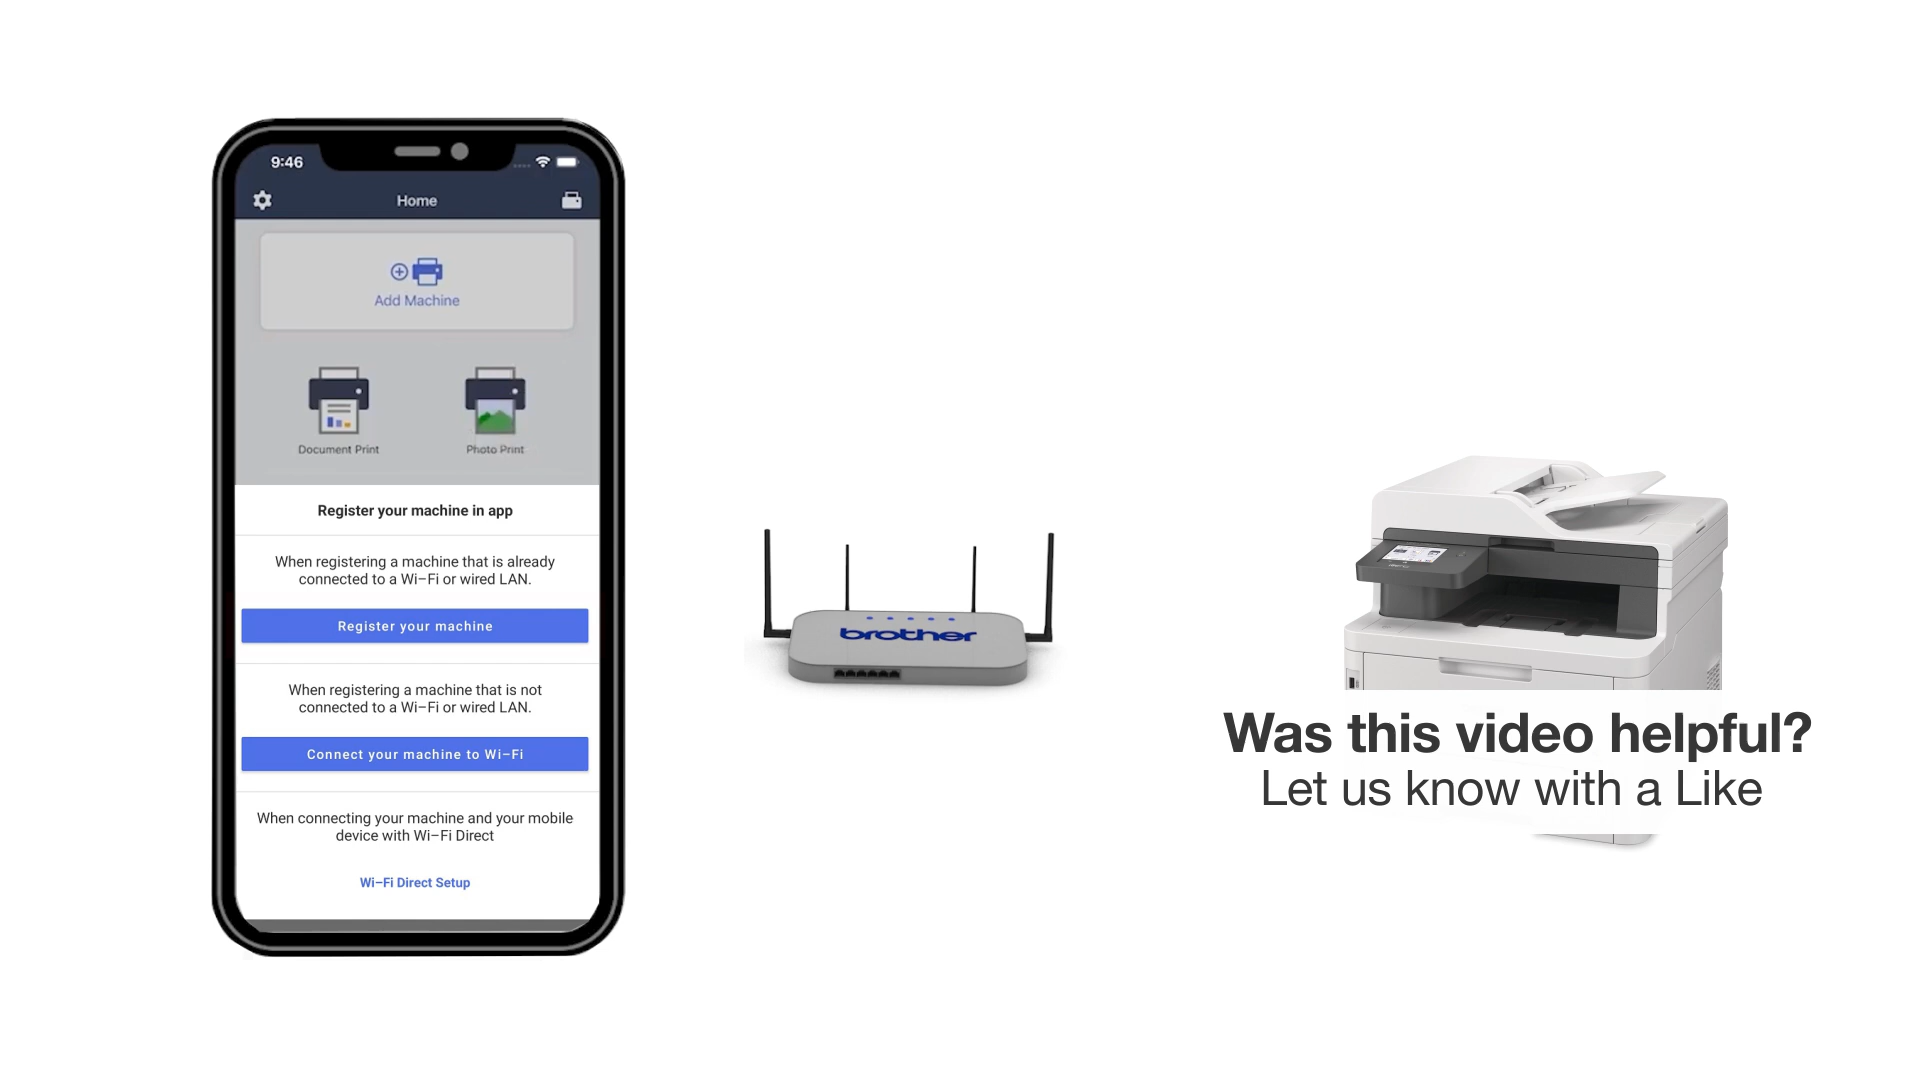 9:46
Home
Add Machine
Document Print
Photo Print
Register your machine in app
When registering a machine that is already
connected to a Wi-Fi or wired LAN.
Register your machine
When registering a machine that is not
connected to a Wi-Fi or wired LAN.
Connect your machine to Wi-Fi
When connecting your machine and your mobile
device with Wi-Fi Direct
Wi-Fi Direct Setup
brother
Was this video helpful?
Let us know with a Like